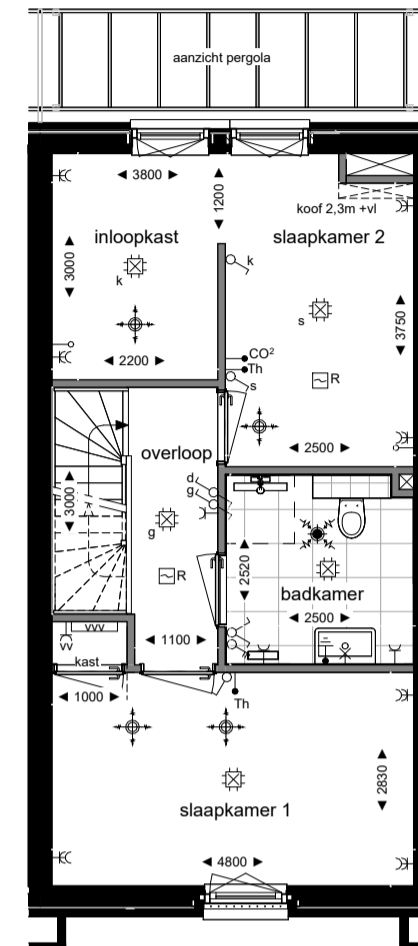 aanzicht pergola
3800
1200
koof 2,3m +vl
inloopkast
slaapkamer 2
k
k
3000
s
3750
CO²
Th
2200
s
R
2500
overloop
d
g
3000
g
R
2520
badkamer
2500
vvv
vv
1100
kast
1000
Th
2830
slaapkamer 1
4800